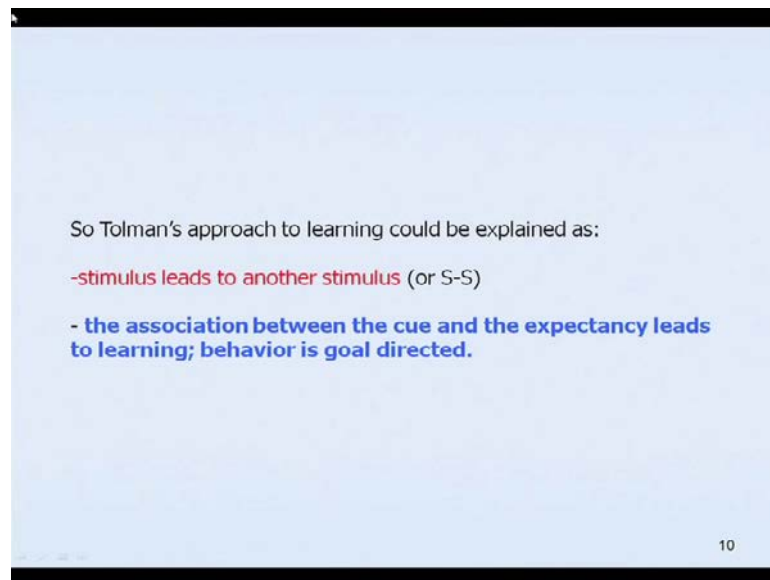 So Tolman's approach to learning could be explained as:
-stimulus leads to another stimulus (or S-S)
- the association between the cue and the expectancy leads
to learning; behavior is goal directed.
10